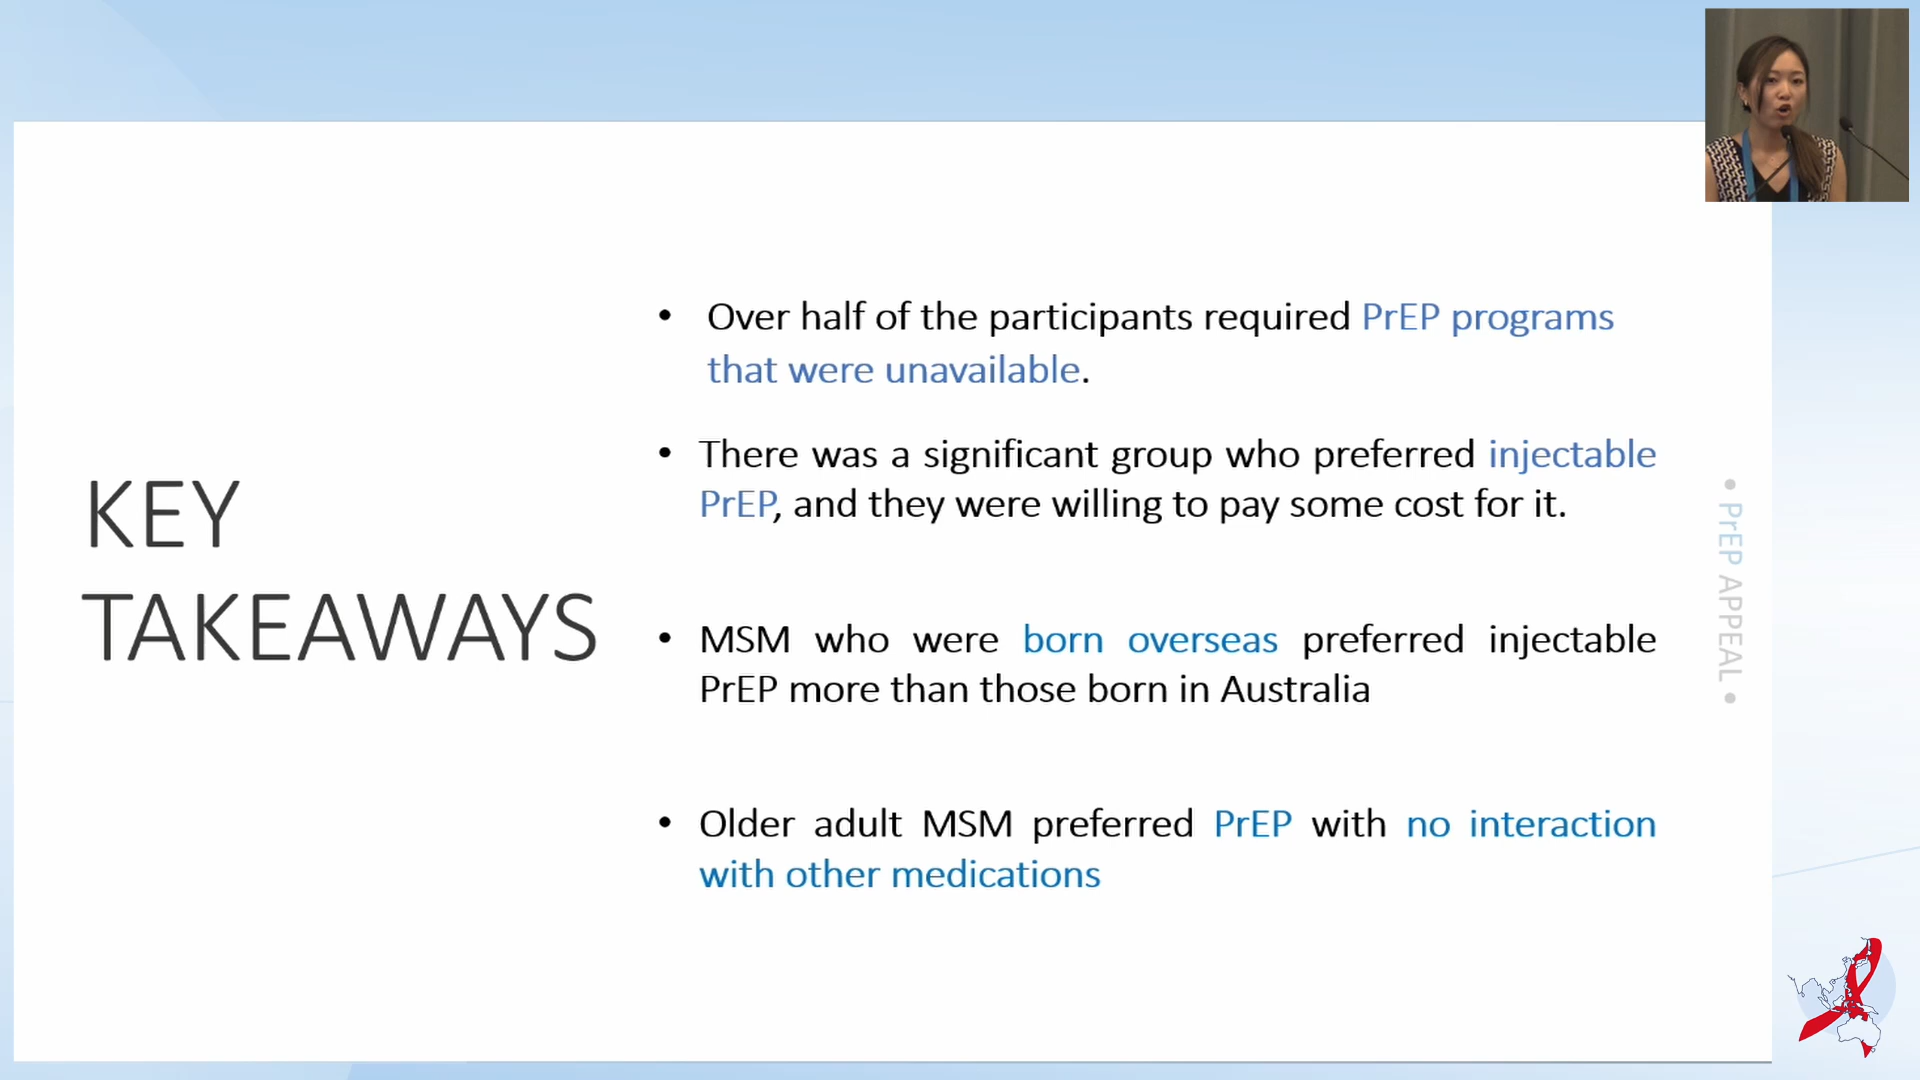 KEY
TAKEAWAYS
• Over half of the participants required PrEP programs
that were unavailable.
• There was a significant group who preferred injectable
PrEP, and they were willing to pay some cost for it.
• MSM who were born overseas preferred injectable
PrEP more than those born in Australia
• Older adult MSM preferred PrEP with no interaction
with other medications
• PrEP APPEAL •